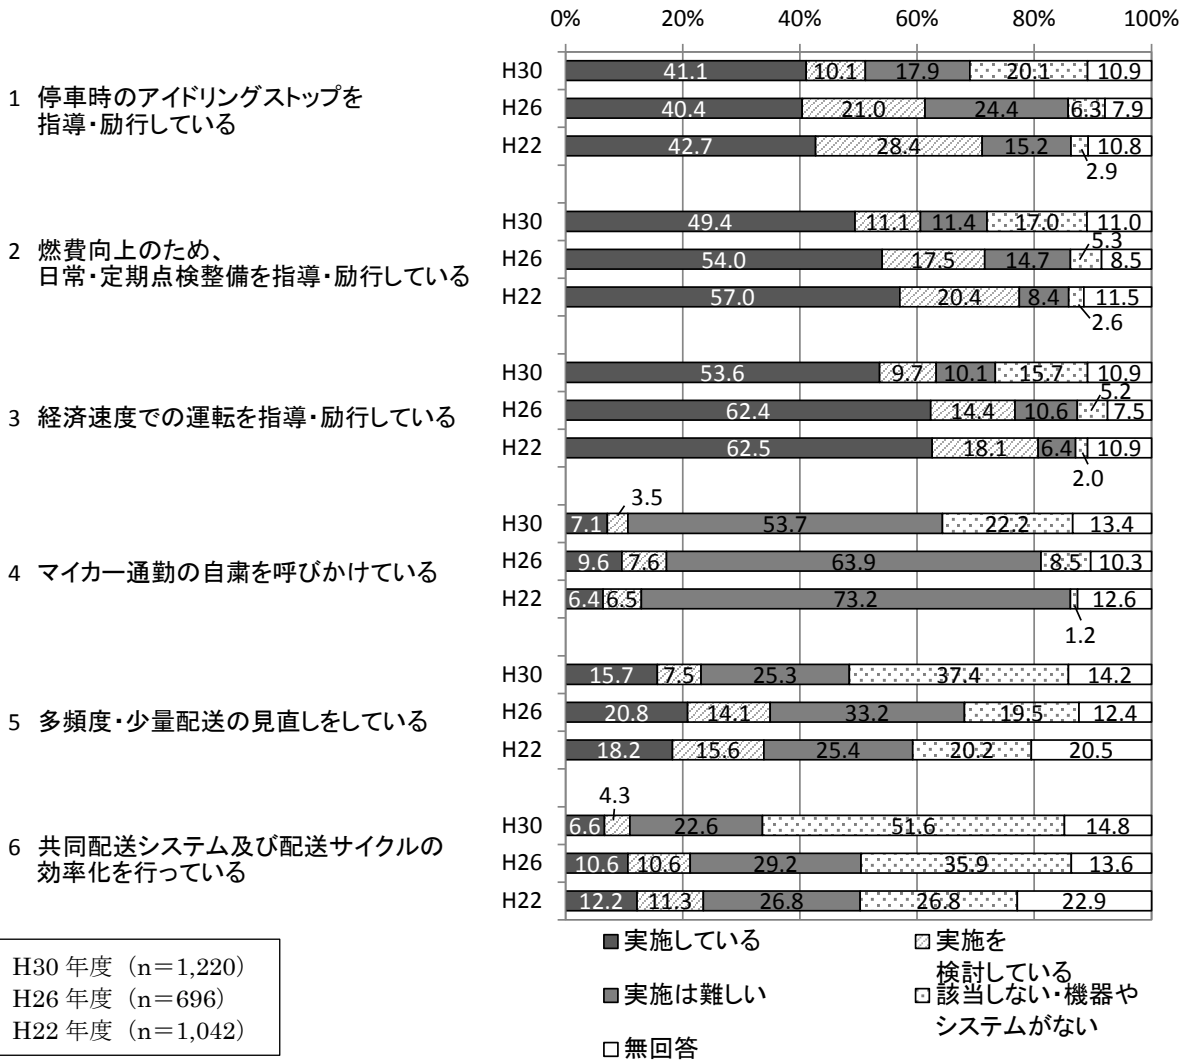 0% 20% 40% 60% 80% 100%
1 停車時のアイドリングストップを
指導・励行している
H30 41.1 10.1 17.9 20.1 10.9
H26 40.4 21.0 24.4 6.3 7.9
H22 42.7 28.4 15.2 10.8
2.9
2 燃費向上のため、
日常・定期点検整備を指導・励行している
H30 49.4 11.1 11.4 17.0 11.0
5.3
H26 54.0 17.5 14.7 8.5
H22 57.0 20.4 8.4 11.5
2.6
3 経済速度での運転を指導・励行している
H30 53.6 9.7 10.1 15.7 10.9
5.2
H26 62.4 14.4 10.6 7.5
H22 62.5 18.1 6.4 10.9
2.0
4 マイカー通勤の自粛を呼びかけている
3.5
H30 7.1 53.7 22.2 13.4
H26 9.6 7.6 63.9 8.5 10.3
H22 6.4 6.5 73.2 12.6
1.2
5 多頻度・少量配送の見直しをしている
H30 15.7 7.5 25.3 37.4 14.2
H26 20.8 14.1 33.2 19.5 12.4
H22 18.2 15.6 25.4 20.2 20.5
6 共同配送システム及び配送サイクルの
効率化を行っている
4.3
H30 6.6 22.6 51.6 14.8
H26 10.6 10.6 29.2 35.9 13.6
H22 12.2 11.3 26.8 26.8 22.9
実施している
実施を
検討している
実施は難しい
該当しない・機器や
システムがない
無回答
H30 年度（n＝1,220）
H26 年度（n＝696）
H22 年度（n＝1,042）